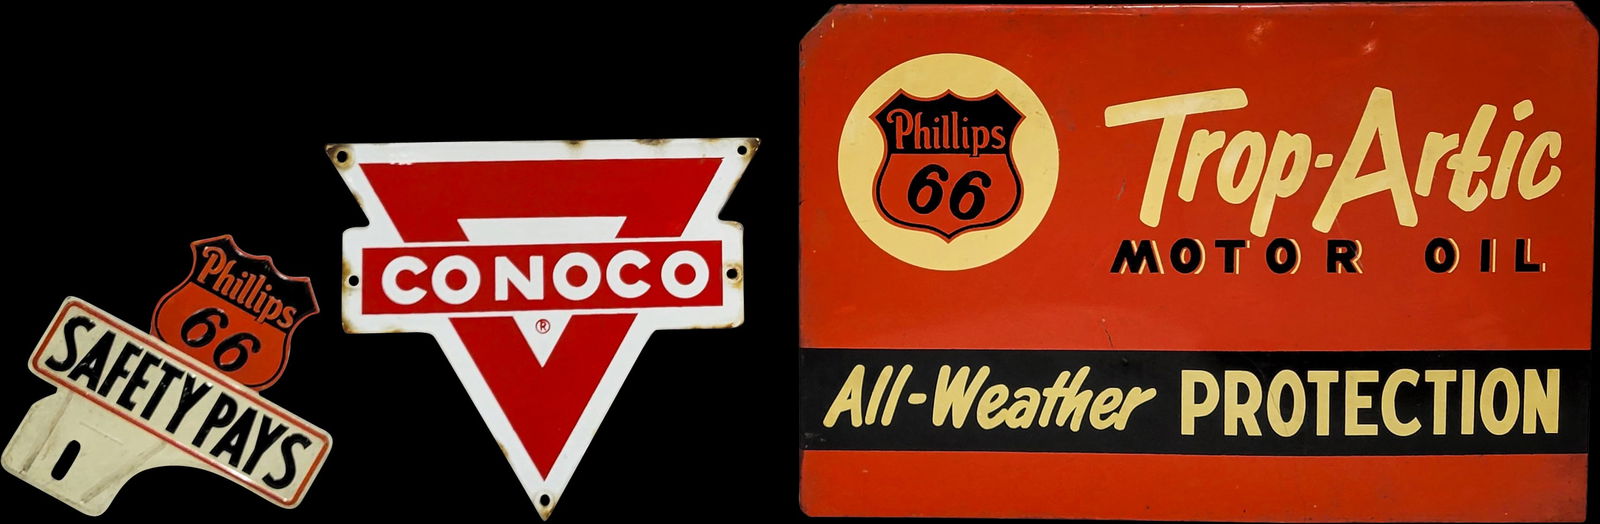 Phillips
66
SAFETY PAYS
CONOCO
®
Phillips
66
Trop-Artic
MOTOR OIL
All-Weather PROTECTION